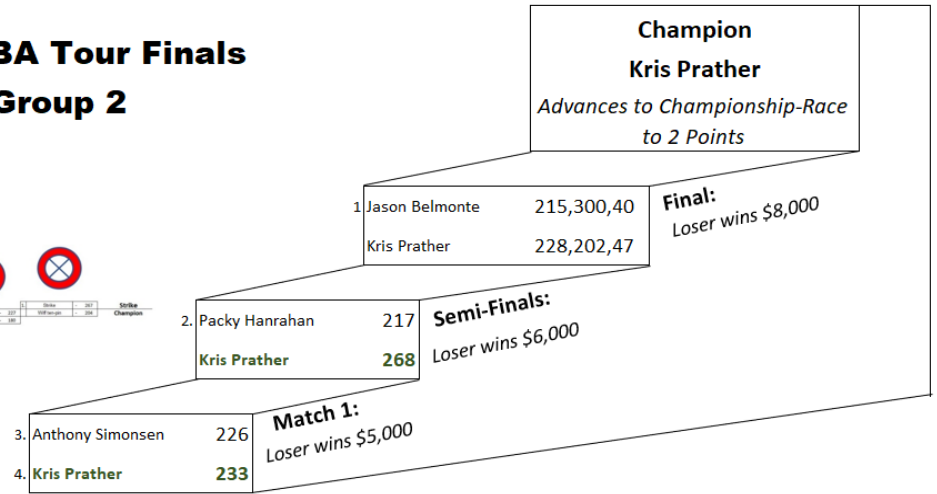 BA Tour Finals
Group 2
Champion
Kris Prather
Advances to Championship-Race
to 2 Points
1 Jason Belmonte 215,300,40
Kris Prather 228,202,47
Final:
Loser wins $8,000
Strike
Champion
2. Packy Hanrahan 217
Kris Prather 268
Semi-Finals:
Loser wins $6,000
3. Anthony Simonsen 226
4. Kris Prather 233
Match 1:
Loser wins $5,000